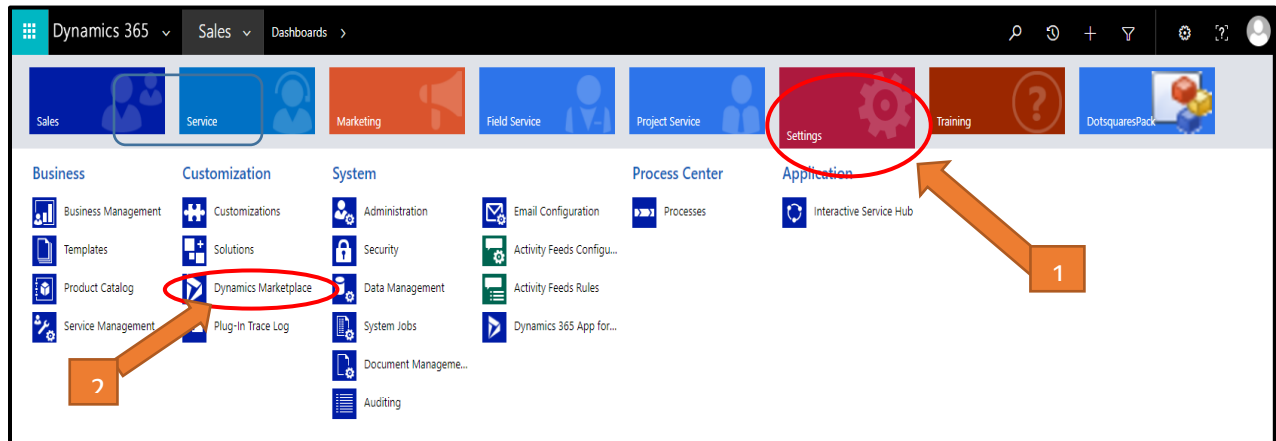 Dynamics 365 Sales Dashboards
Sales Service Marketing Field Service Project Service Settings Training DotsquaresPack
Business Customization System Process Center Application
Business Management Customizations Administration Email Configuration Processes Interactive Service Hub
Templates Solutions Security Activity Feeds Configu...
Product Catalog Dynamics Marketplace Data Management Activity Feeds Rules
Service Management Plug-In Trace Log System Jobs Dynamics 365 App for...
Document Manageme...
Auditing
1
2